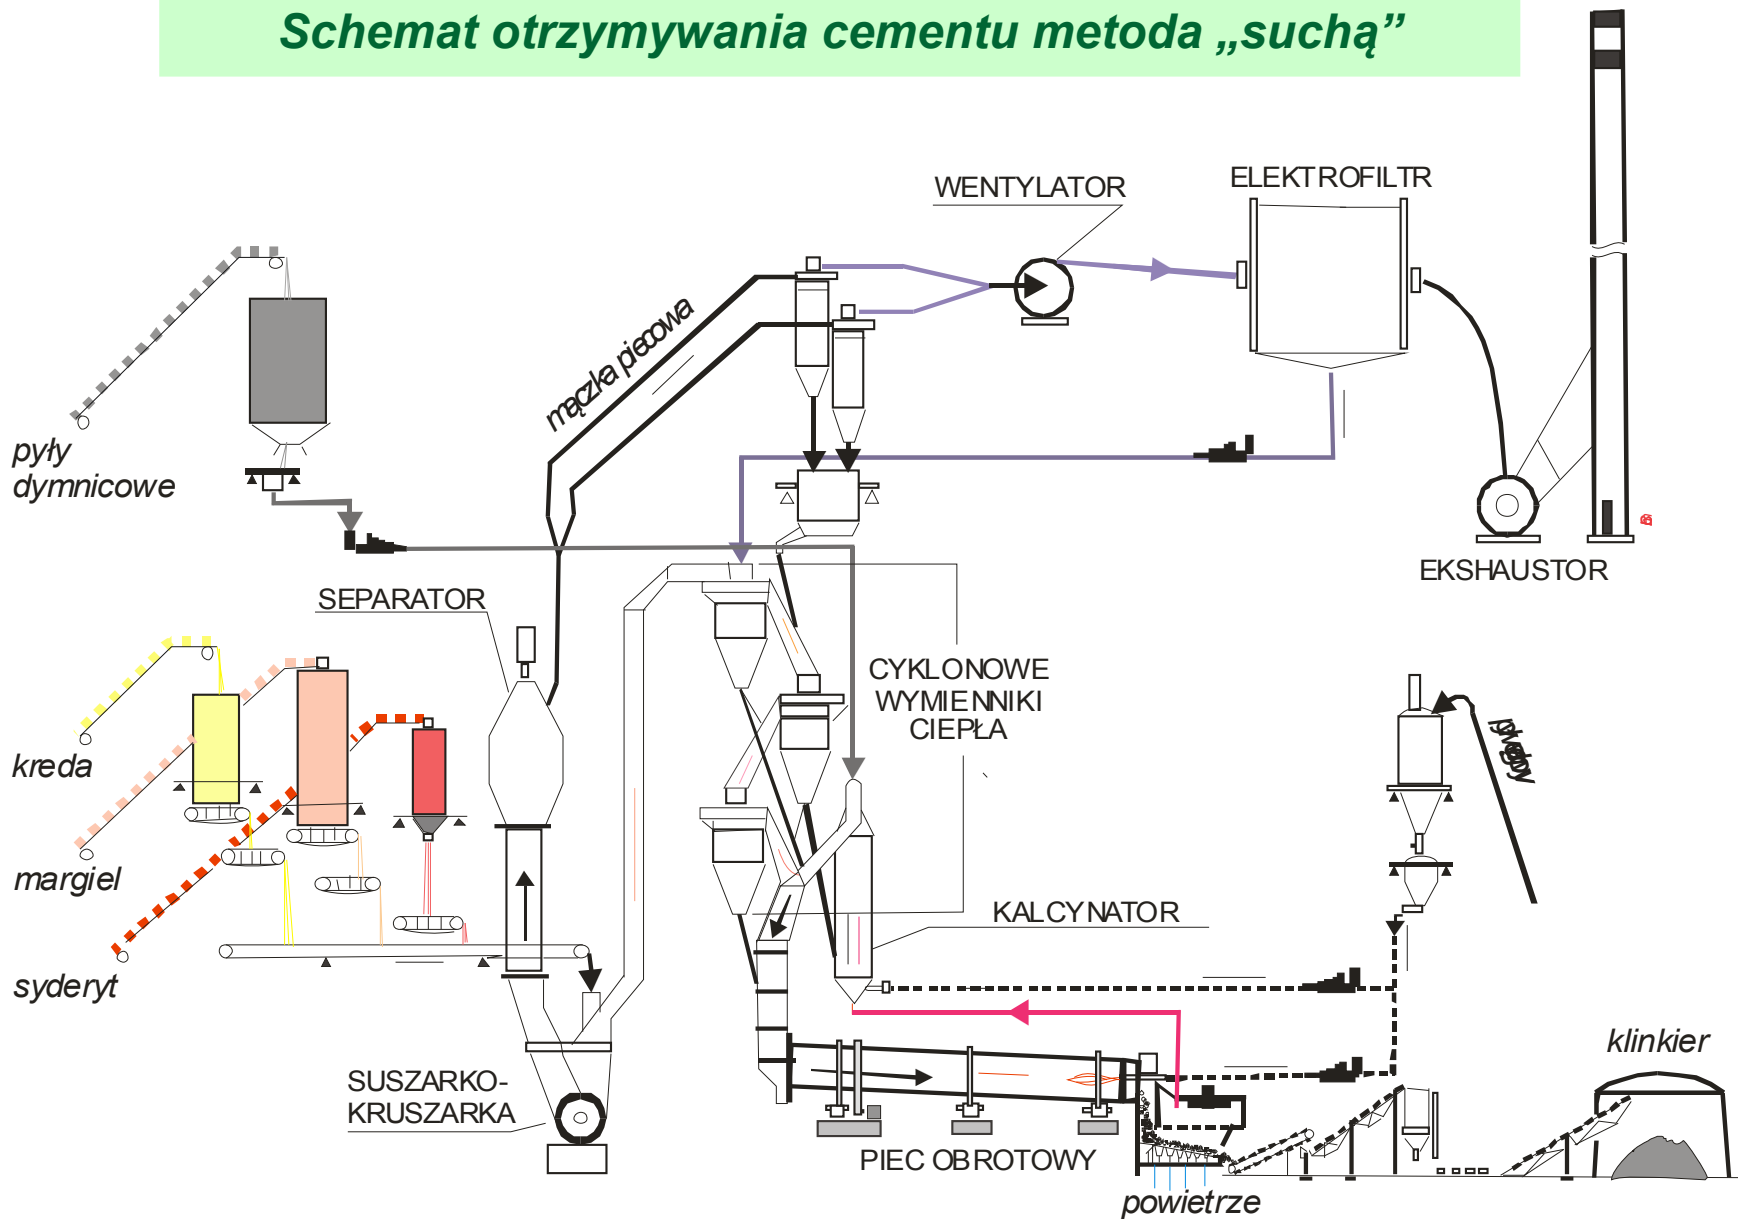 Schemat otrzymywania cementu metoda „suchą”
WENTYLATOR
ELEKTROFILTR
mączka piecowa
pyły
dymnicowe
EKSHAUSTOR
SEPARATOR
CYKLONOWE
WYMIENNIKI
CIEPŁA
kreda
margiel
KALCYNATOR
syderyt
klinkier
SUSZARKO-
KRUSZARKA
PIEC OBROTOWY
powietrze